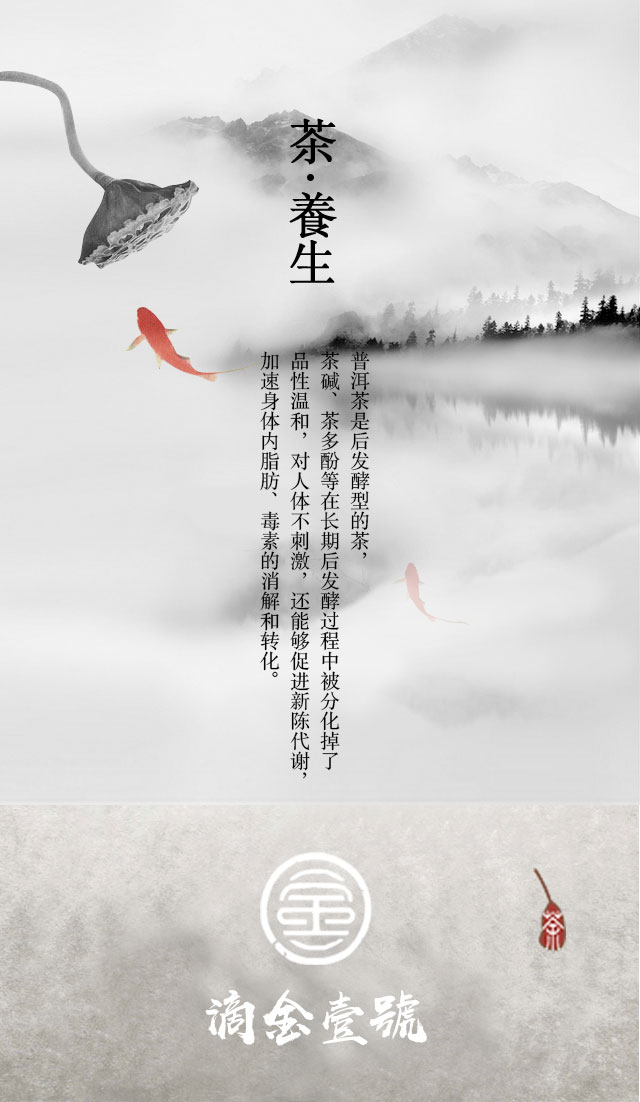 茶·養生
普洱茶是后发酵型的茶，
茶碱、茶多酚等在长期后发酵过程中被分化掉了
品性温和，对人体不刺激，还能够促进新陈代谢，
加速身体内脂肪、毒素的消解和转化。
金
滴金壹號
茶